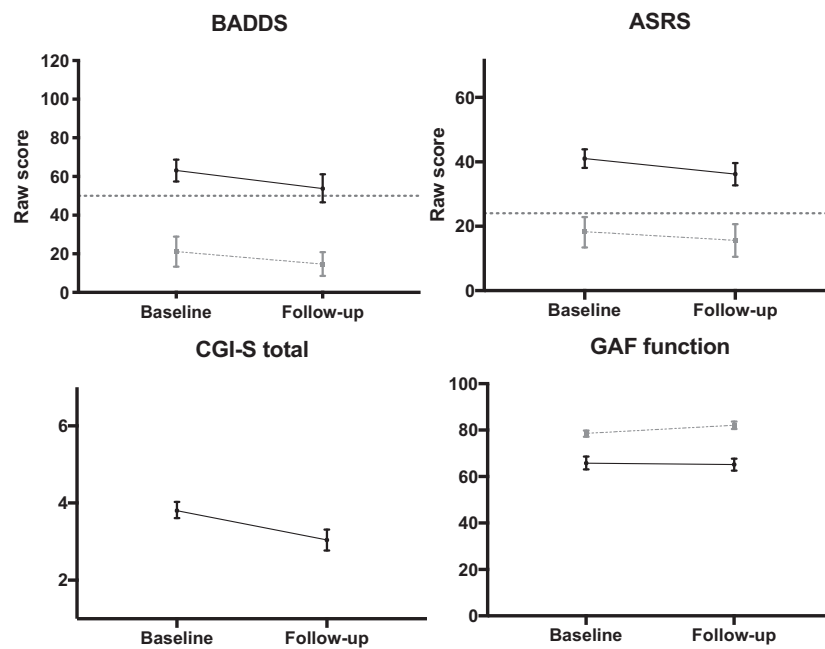 BADDS
Raw score
120
100
80
60
40
20
0
Baseline Follow-up
ASRS
Raw score
60
40
20
0
Baseline Follow-up
CGI-S total
6
4
2
Baseline Follow-up
GAF function
100
80
60
40
20
0
Baseline Follow-up